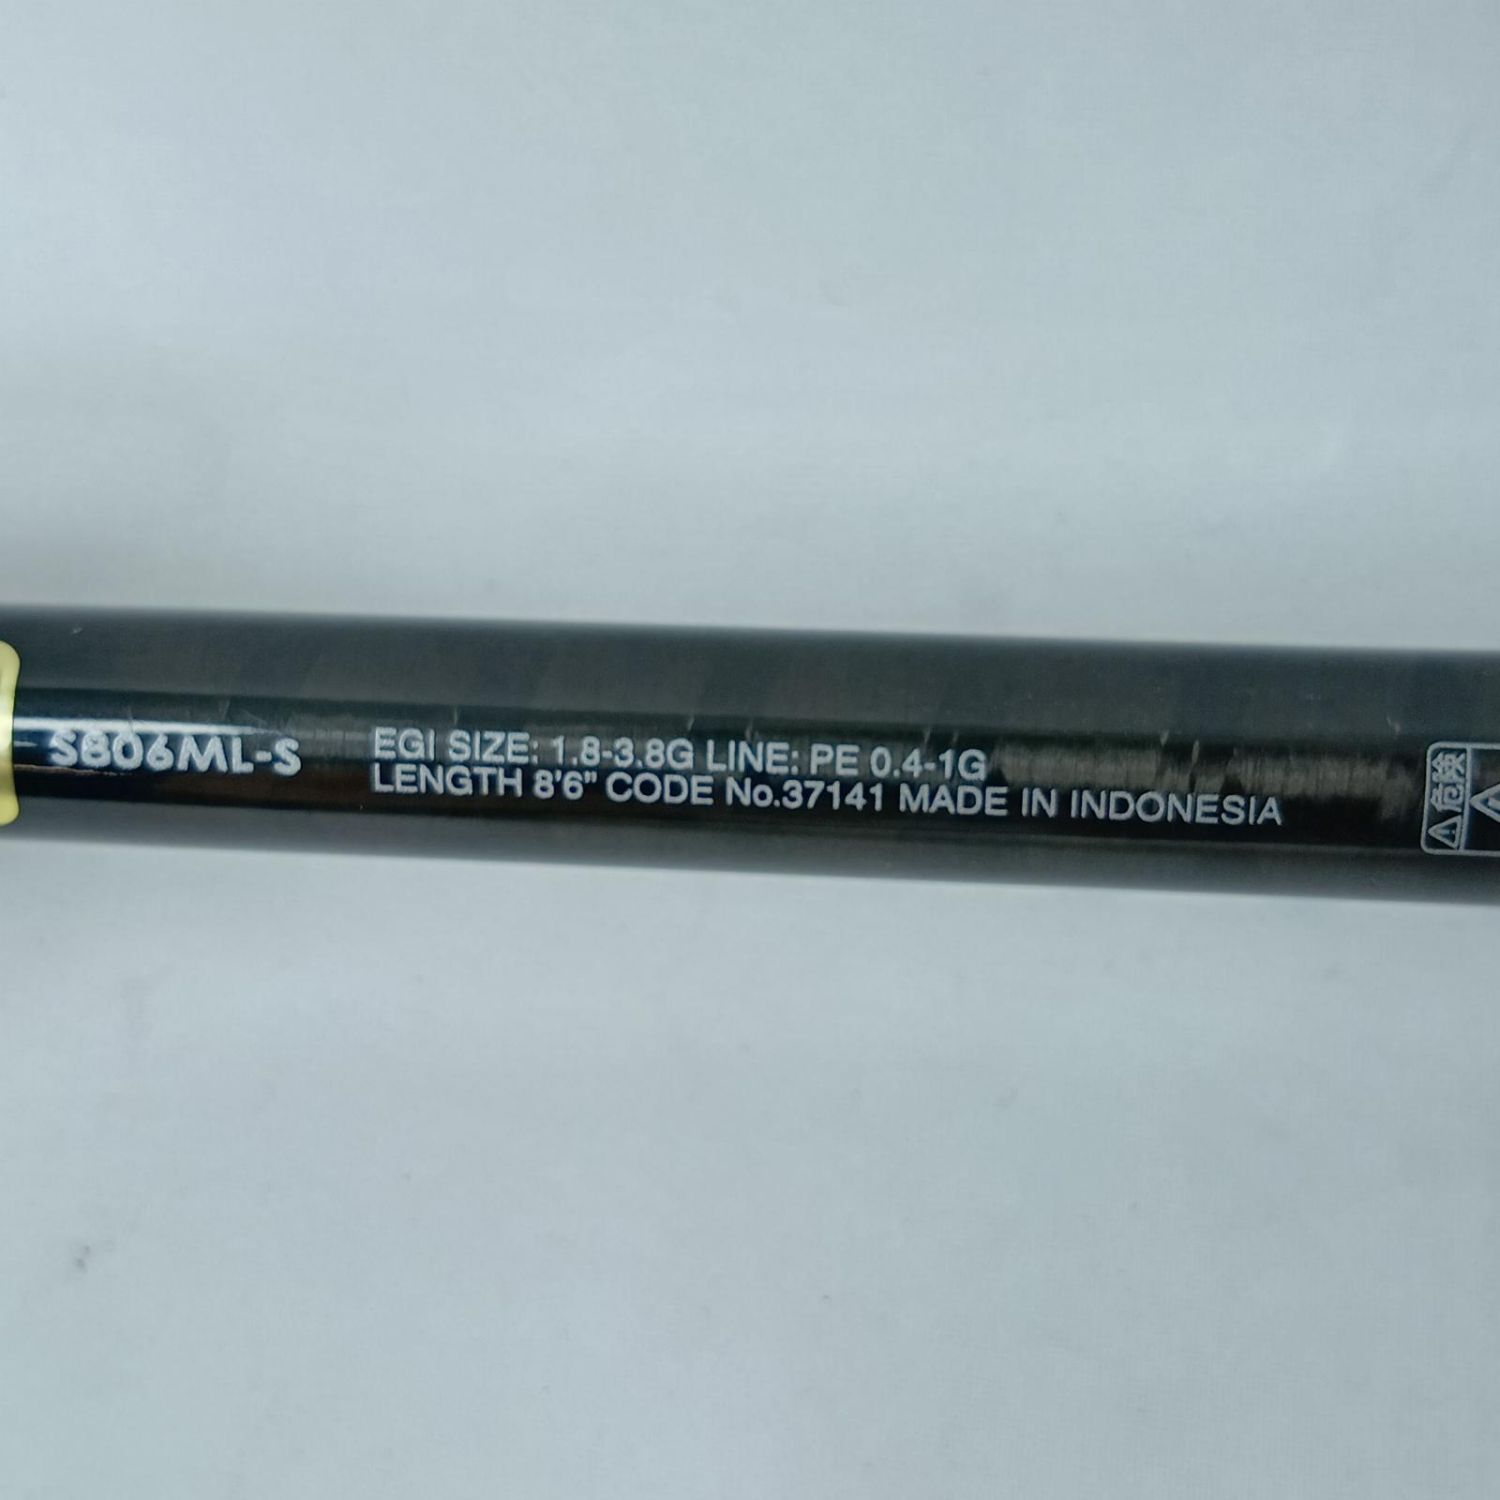 S806ML-S
EGI SIZE: 1.8-3.8G LINE: PE 0.4-1G
LENGTH 8'6" CODE No.37141 MADE IN INDONESIA
危険